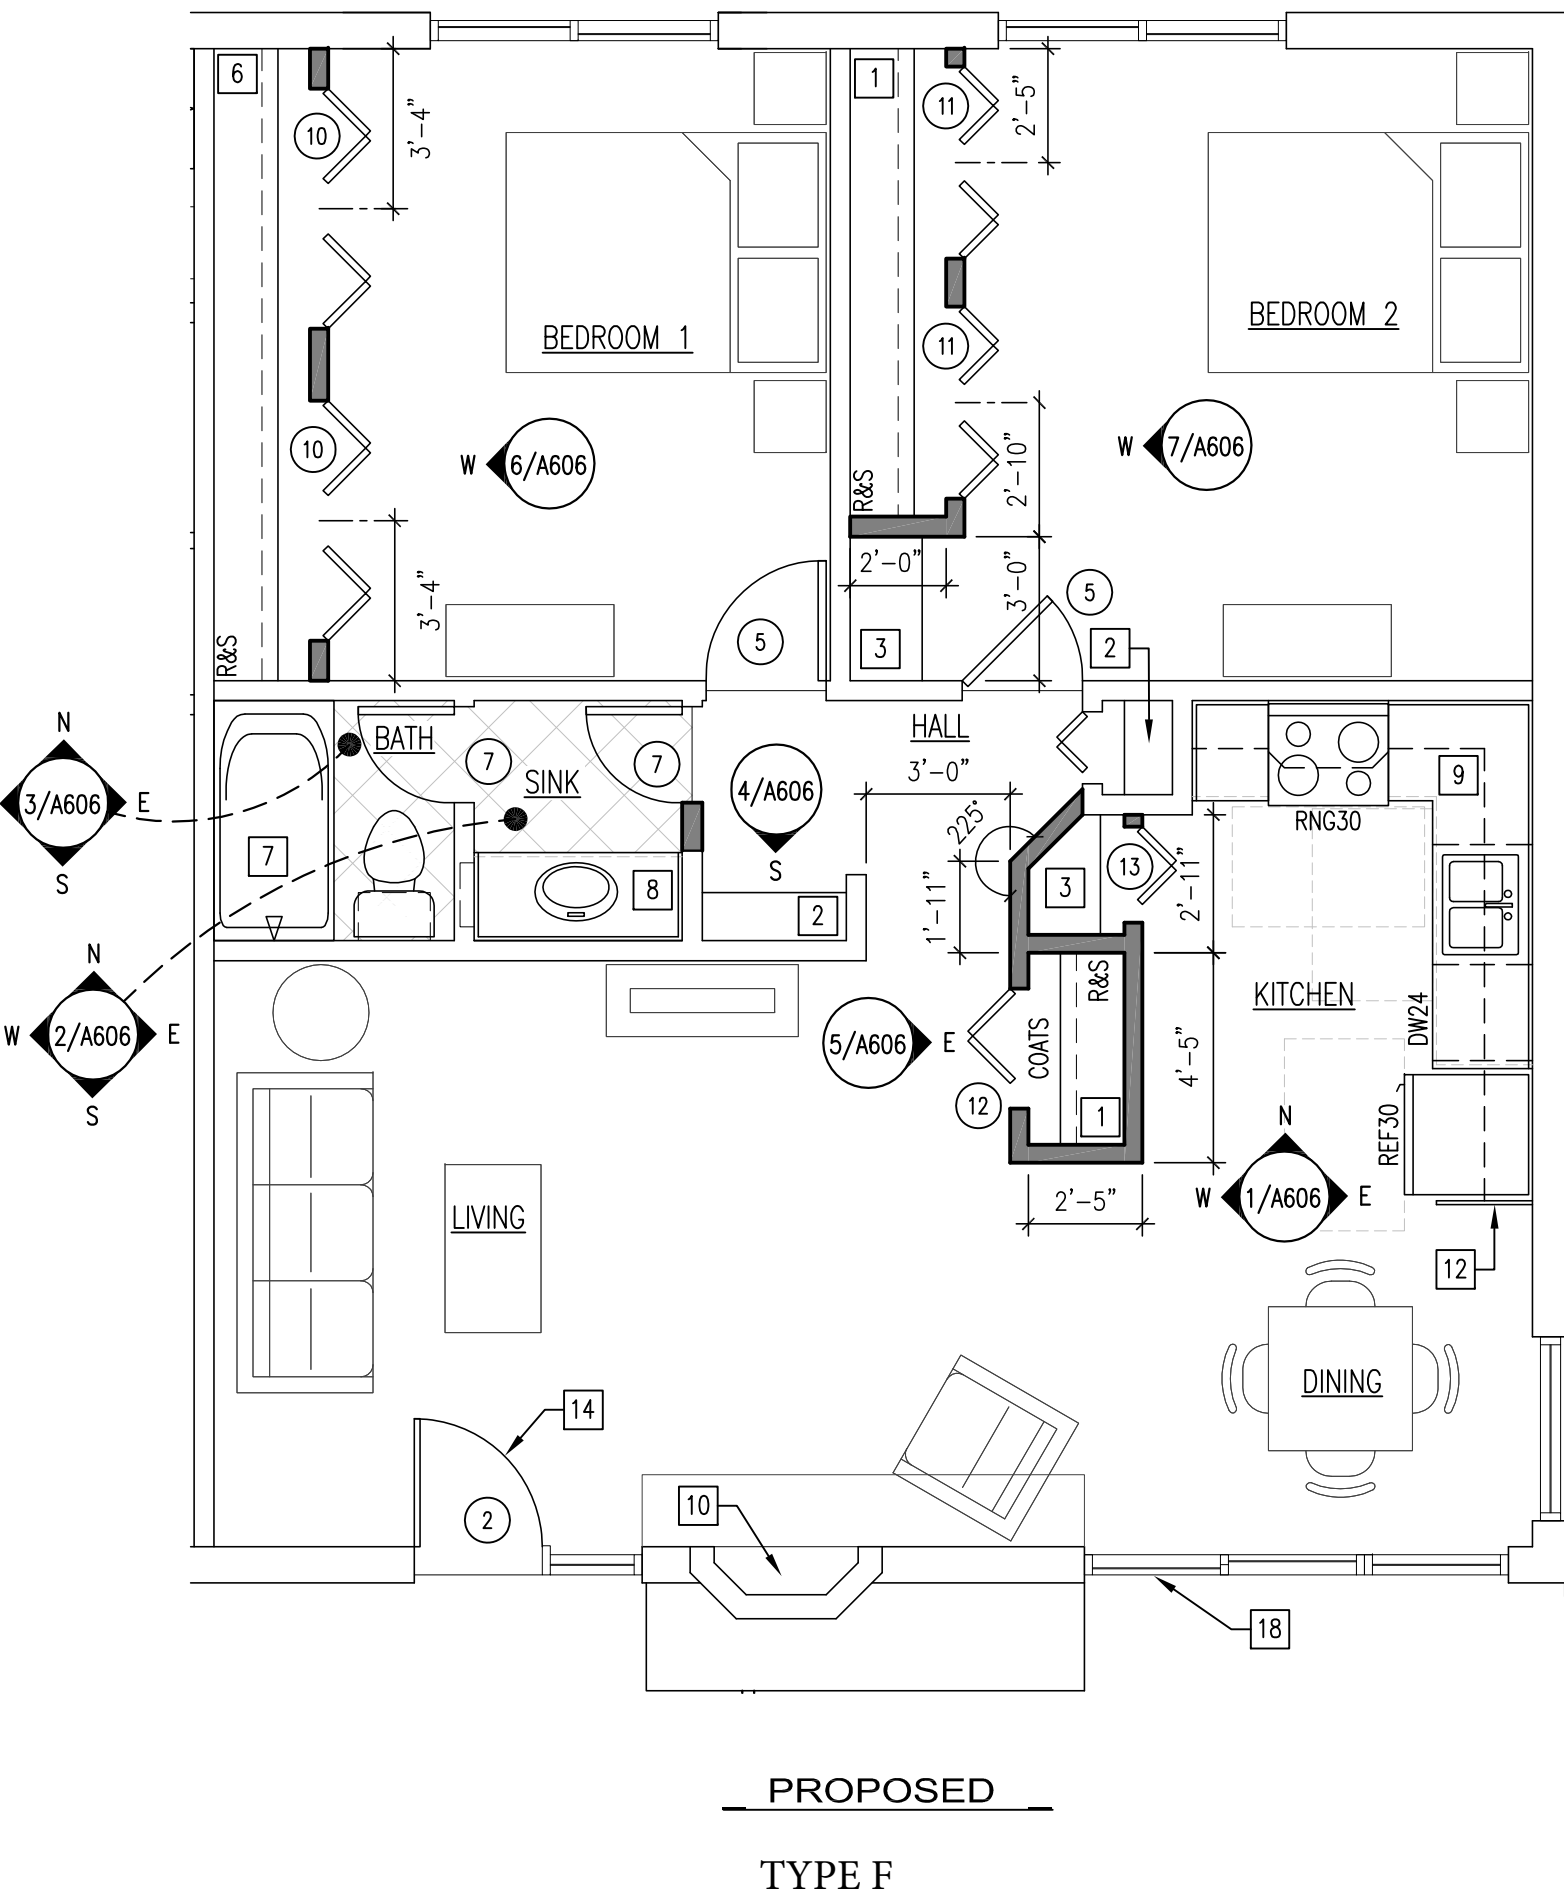 6
10
3'-4"
1
11
2'-5"
BEDROOM 1
BEDROOM 2
10
11
W 6/A606
W 7/A606
R&S
2'-10"
2'-0"
3'-0"
3'-4"
R&S
5
3
5
2
N
BATH
7
SINK
7
HALL
3'-0"
9
3/A606 E
S
4/A606
S
225°
RNG30
7
8
2
1'-11"
3
13
2'-11"
N
W 2/A606 E
S
5/A606 E
COATS
R&S
KITCHEN
DW24
4'-5"
12
1
REF30
N
W 1/A606 E
2'-5"
LIVING
12
DINING
14
2
10
18
PROPOSED
TYPE F